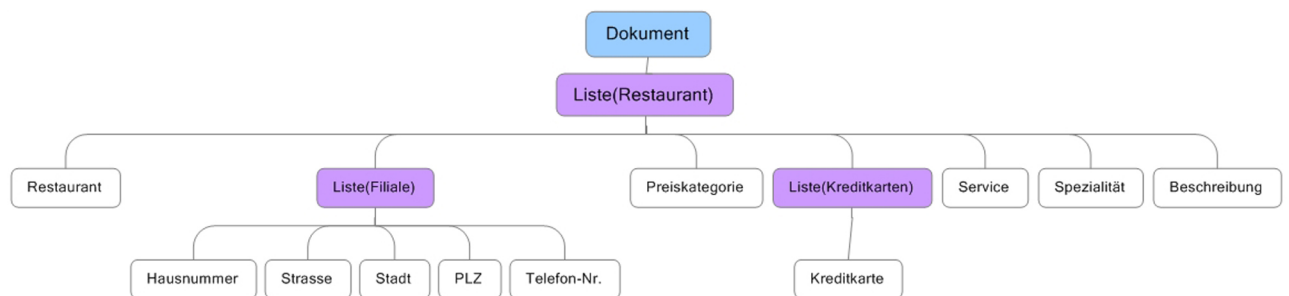 Dokument
Liste(Restaurant)
Restaurant
Liste(Filiale)
Preiskategorie
Liste(Kreditkarten)
Service
Spezialität
Beschreibung
Hausnummer
Strasse
Stadt
PLZ
Telefon-Nr.
Kreditkarte